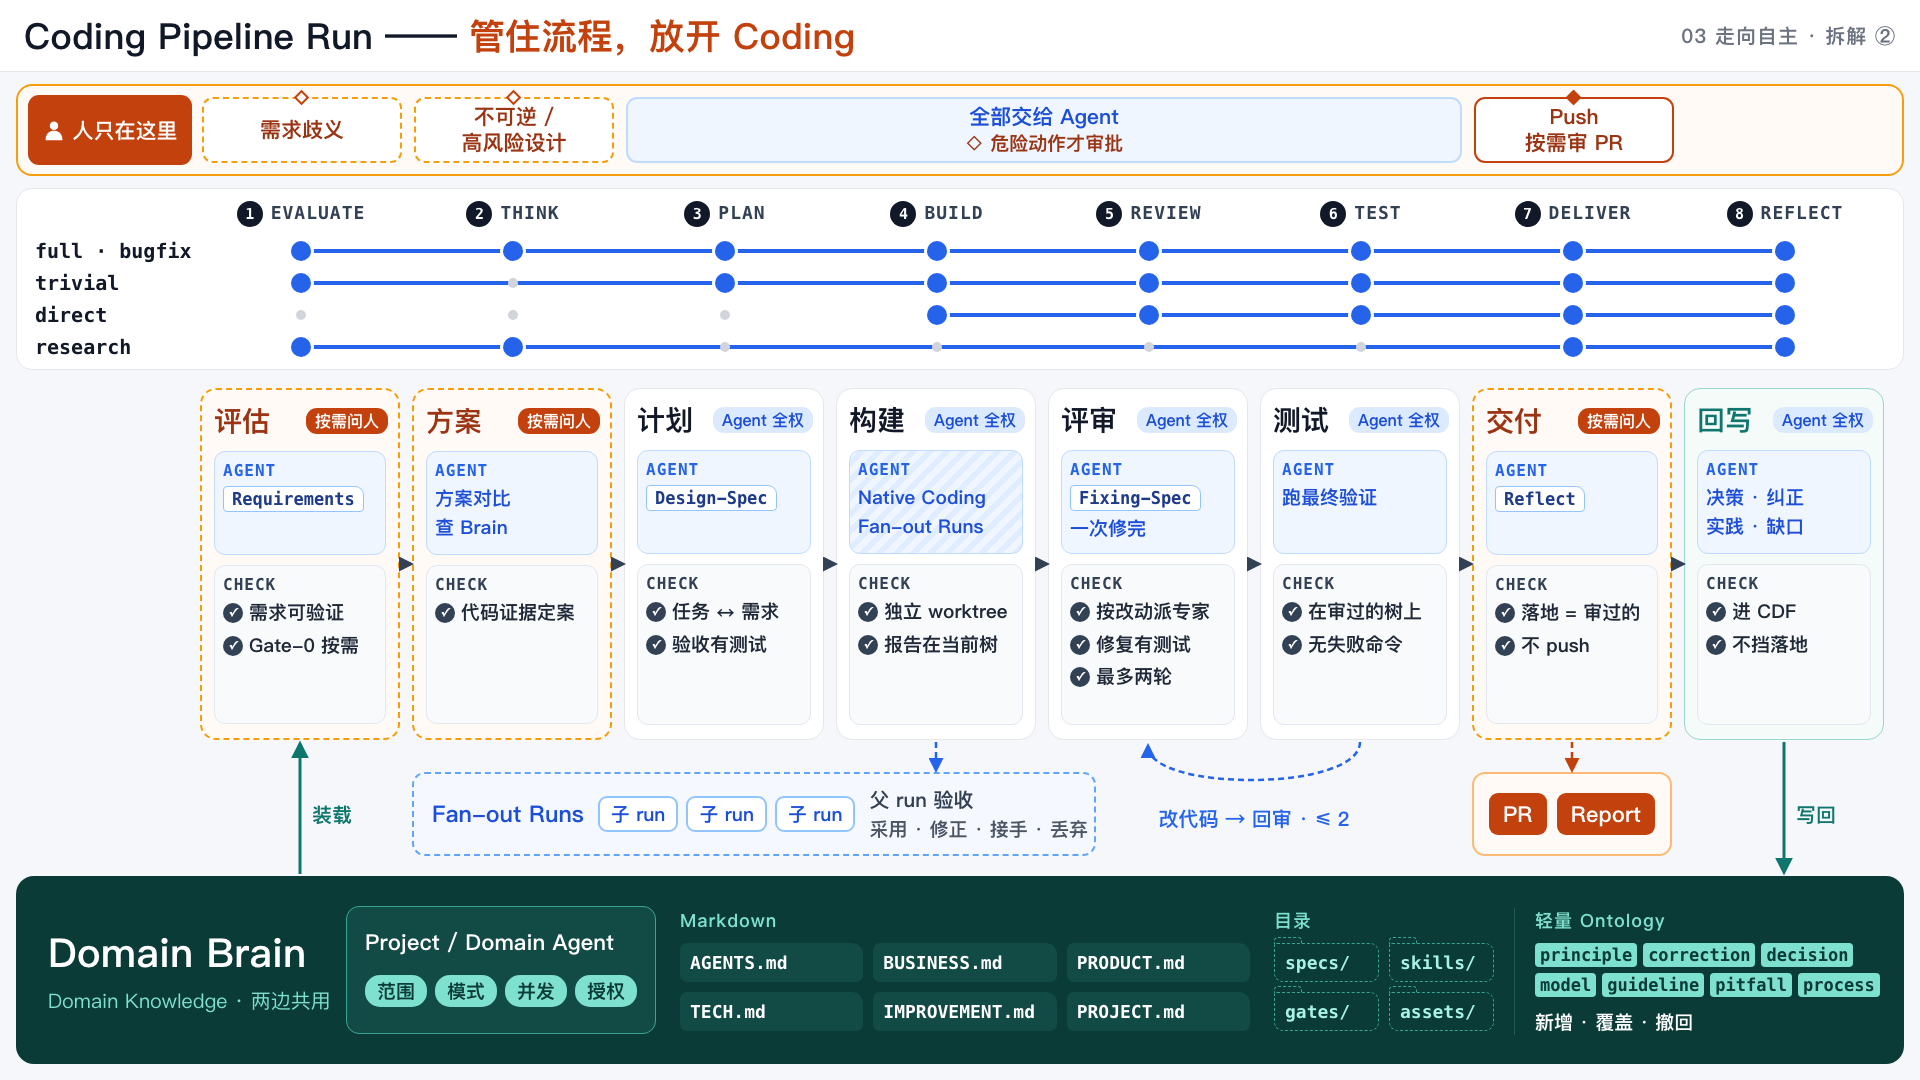 Coding Pipeline Run —— 管住流程，放开 Coding
03 走向自主 · 拆解 ②
人只在这里
需求歧义
不可逆 /
高风险设计
全部交给 Agent
◇ 危险动作才审批
Push
按需审 PR
1 EVALUATE
2 THINK
3 PLAN
4 BUILD
5 REVIEW
6 TEST
7 DELIVER
8 REFLECT
full · bugfix
trivial
direct
research
评估 按需问人
AGENT
Requirements
CHECK
需求可验证
Gate-0 按需
方案 按需问人
AGENT
方案对比
查 Brain
CHECK
代码证据定案
计划 Agent 全权
AGENT
Design-Spec
CHECK
任务 ↔ 需求
验收有测试
构建 Agent 全权
AGENT
Native Coding
Fan-out Runs
CHECK
独立 worktree
报告在当前树
评审 Agent 全权
AGENT
Fixing-Spec
一次修完
CHECK
按改动派专家
修复有测试
最多两轮
测试 Agent 全权
AGENT
跑最终验证
CHECK
在审过的树上
无失败命令
交付 按需问人
AGENT
Reflect
CHECK
落地 = 审过的
不 push
回写 Agent 全权
AGENT
决策 · 纠正
实践 · 缺口
CHECK
进 CDF
不挡落地
装载
Fan-out Runs
子 run
子 run
子 run
父 run 验收
采用 · 修正 · 接手 · 丢弃
改代码 → 回审 · ≤ 2
PR
Report
写回
Domain Brain
Domain Knowledge · 两边共用
Project / Domain Agent
范围
模式
并发
授权
Markdown
AGENTS.md
BUSINESS.md
PRODUCT.md
TECH.md
IMPROVEMENT.md
PROJECT.md
目录
specs/
skills/
gates/
assets/
轻量 Ontology
principle
correction
decision
model
guideline
pitfall
process
新增 · 覆盖 · 撤回